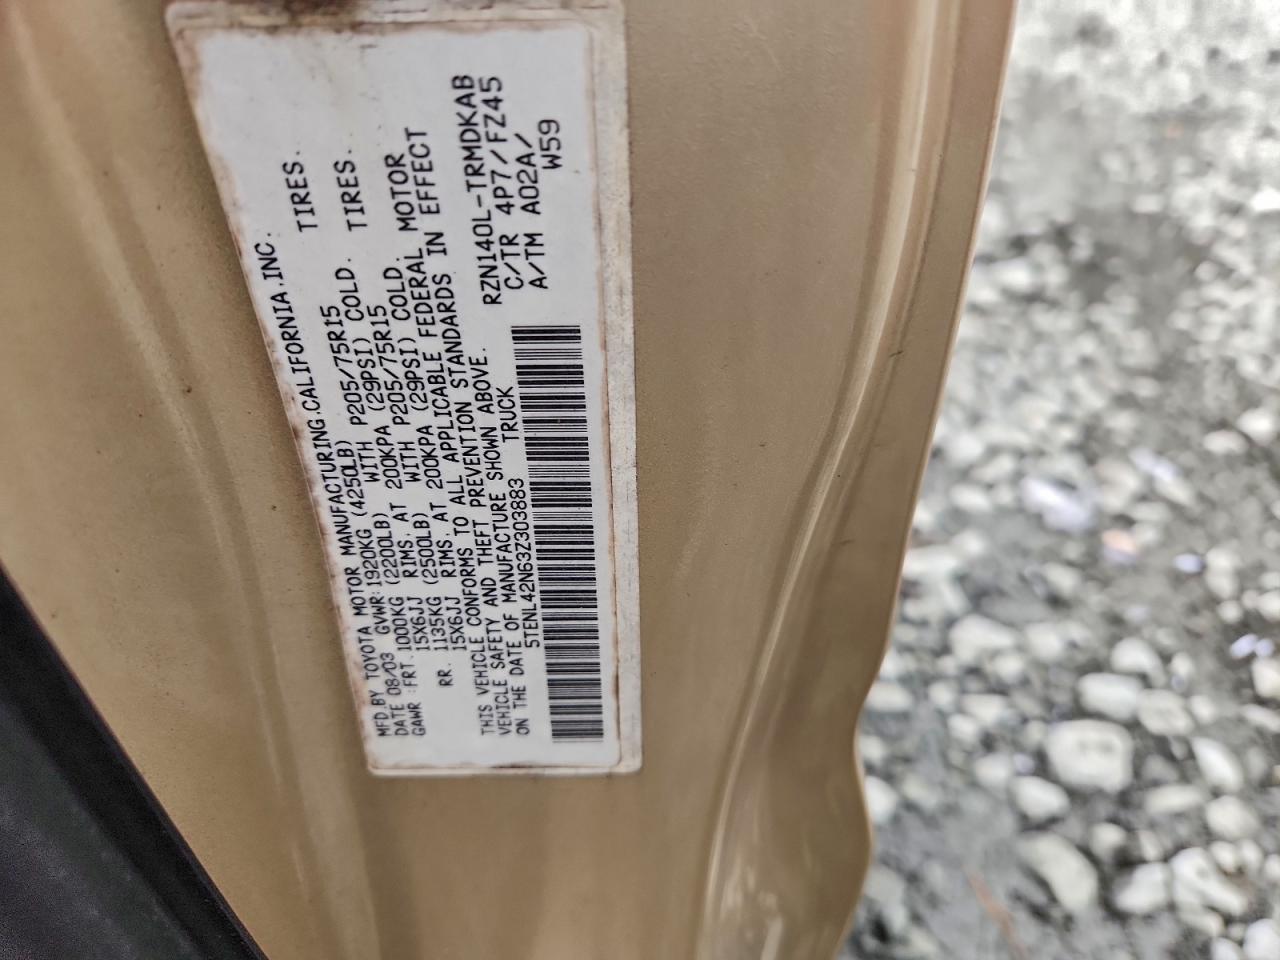 MFD.BY TOYOTA MOTOR MANUFACTURING.CALIFORNIA.INC.
DATE 08/03 GVWR:1920KG (4250LB)
GAWR :FRT.1000KG (2200LB) WITH P205/75R15 TIRES.
15X6JJ RIMS.AT 200KPA (29PSI) COLD.
RR. 1135KG (2500LB) WITH P205/75R15 TIRES.
15X6JJ RIMS.AT 200KPA (29PSI) COLD.
THIS VEHICLE CONFORMS TO ALL APPLICABLE FEDERAL MOTOR
VEHICLE SAFETY AND THEFT PREVENTION STANDARDS IN EFFECT
ON THE DATE OF MANUFACTURE SHOWN ABOVE.
5TENL42N63Z303883 TRUCK
RZN140L-TRMDKAB
C/TR 4P7/FZ45
A/TM A02A/
W59